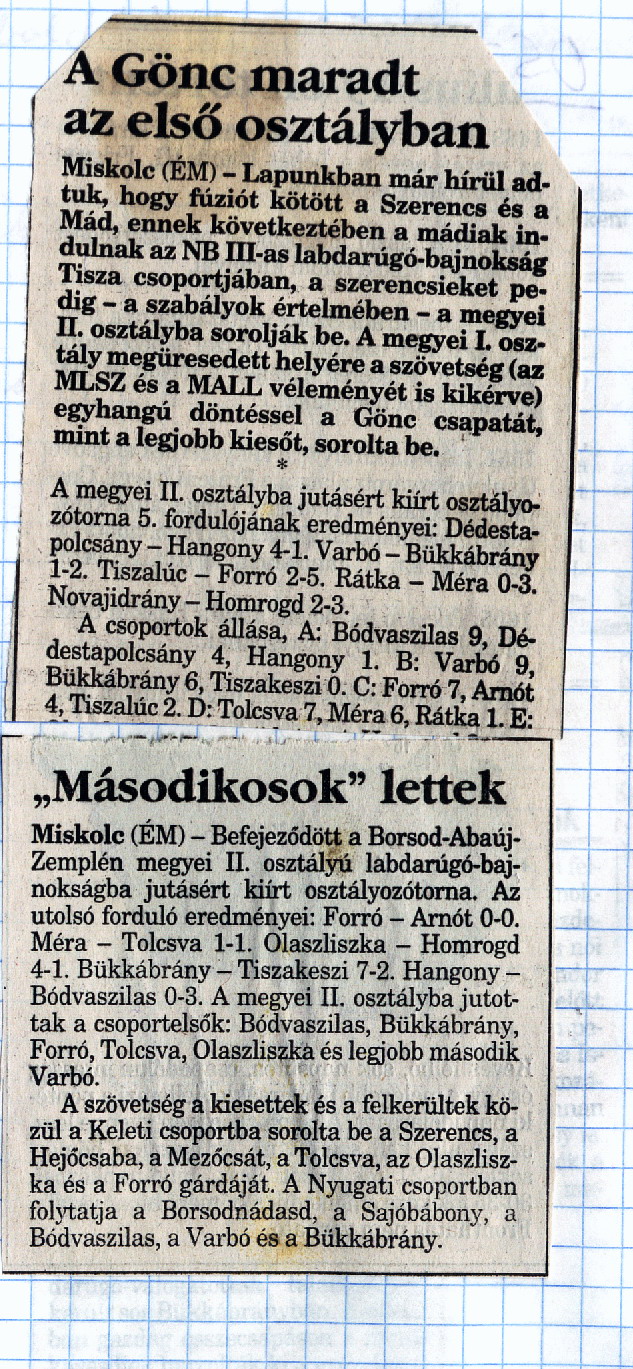 A Gönc maradt
az első osztályban
Miskolc (ÉM) – Lapunkban már hírül ad-
tuk, hogy fúziót kötött a Szerencs és a
Mád, ennek következtében a mádiak in-
dulnak az NB III-as labdarúgó-bajnokság
Tisza csoportjában, a szerencsieket pe-
dig – a szabályok értelmében – a megyei
II. osztályba sorolják be. A megyei I. osz-
tály megüresedett helyére a szövetség (az
MLSZ és a MALL véleményét is kikérve)
egyhangú döntéssel a Gönc csapatát,
mint a legjobb kiesőt, sorolta be.
*
A megyei II. osztályba jutásért kiírt osztályo-
zótorna 5. fordulójának eredményei: Dédesta-
polcsány – Hangony 4-1. Varbó – Bükkábrány
1-2. Tiszalúc – Forró 2-5. Rátka – Méra 0-3.
Novajidrány – Homrogd 2-3.
A csoportok állása, A: Bódvaszilas 9, Dé-
destapolcsány 4, Hangony 1. B: Varbó 9,
Bükkábrány 6, Tiszakeszi 0. C: Forró 7, Arnót
4, Tiszalúc 2. D: Tolcsva 7, Méra 6, Rátka 1. E:
„Másodikosok” lettek
Miskolc (ÉM) – Befejeződött a Borsod-Abaúj-
Zemplén megyei II. osztályú labdarúgó-baj-
nokságba jutásért kiírt osztályozótorna. Az
utolsó forduló eredményei: Forró – Arnót 0-0.
Méra – Tolcsva 1-1. Olaszliszka – Homrogd
4-1. Bükkábrány – Tiszakeszi 7-2. Hangony –
Bódvaszilas 0-3. A megyei II. osztályba jutot-
tak a csoportelsők: Bódvaszilas, Bükkábrány,
Forró, Tolcsva, Olaszliszka és legjobb második
Varbó.
A szövetség a kiesettek és a felkerültek kö-
zül a Keleti csoportba sorolta be a Szerencs, a
Hejőcsaba, a Mezőcsát, a Tolcsva, az Olaszlisz-
ka és a Forró gárdáját. A Nyugati csoportban
folytatja a Borsodnádasd, a Sajóbábony, a
Bódvaszilas, a Varbó és a Bükkábrány.